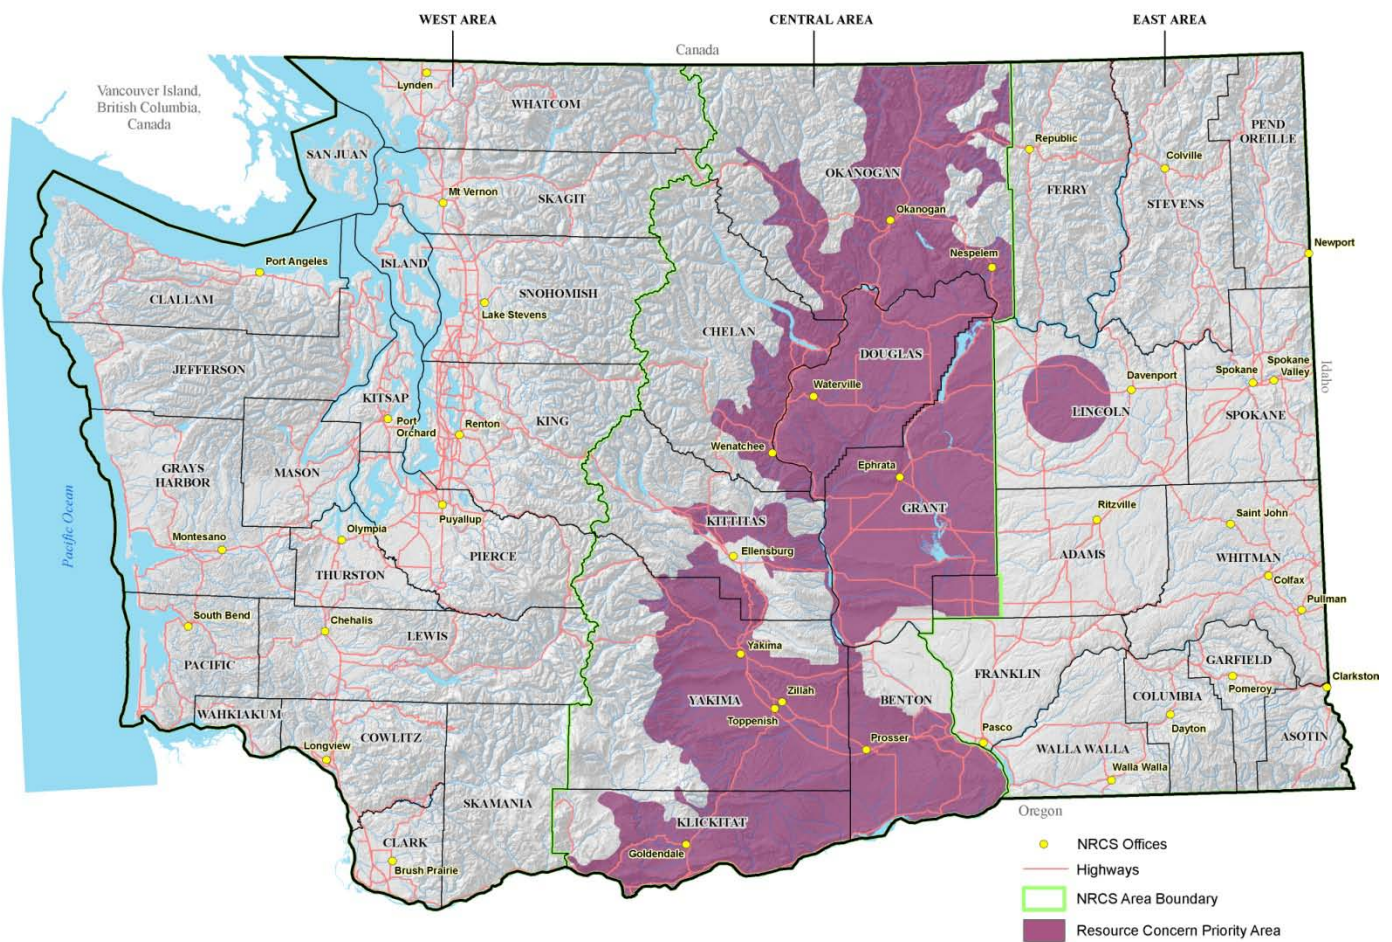 WEST AREA
CENTRAL AREA
EAST AREA
Canada
Vancouver Island,
British Columbia,
Canada
Lynden
WHATCOM
SAN JUAN
OKANOGAN
Republic
PEND
OREILLE
Colville
FERRY
STEVENS
Mt Vernon
SKAGIT
Okanogan
Newport
Port Angeles
ISLAND
Nespelem
CLALLAM
SNOHOMISH
Lake Stevens
CHELAN
DOUGLAS
JEFFERSON
KITSAP
Waterville
Davenport
Spokane
Spokane
Valley
Idaho
Port
Orchard
Renton
KING
LINCOLN
SPOKANE
Wenatchee
GRAYS
HARBOR
MASON
Ephrata
GRANT
Puyallup
KITTITAS
Ritzville
Saint John
Pacific Ocean
Montesano
Olympia
PIERCE
Ellensburg
ADAMS
WHITMAN
THURSTON
Colfax
Pullman
South Bend
Chehalis
LEWIS
Yakima
PACIFIC
GARFIELD
FRANKLIN
Clarkston
WAHKIAKUM
YAKIMA
Zillah
Toppenish
BENTON
COLUMBIA
Pomeroy
COWLITZ
Pasco
Dayton
ASOTIN
Longview
Prosser
WALLA WALLA
Walla Walla
SKAMANIA
Oregon
KLICKITAT
CLARK
Goldendale
Brush Prairie
NRCS Offices
Highways
NRCS Area Boundary
Resource Concern Priority Area